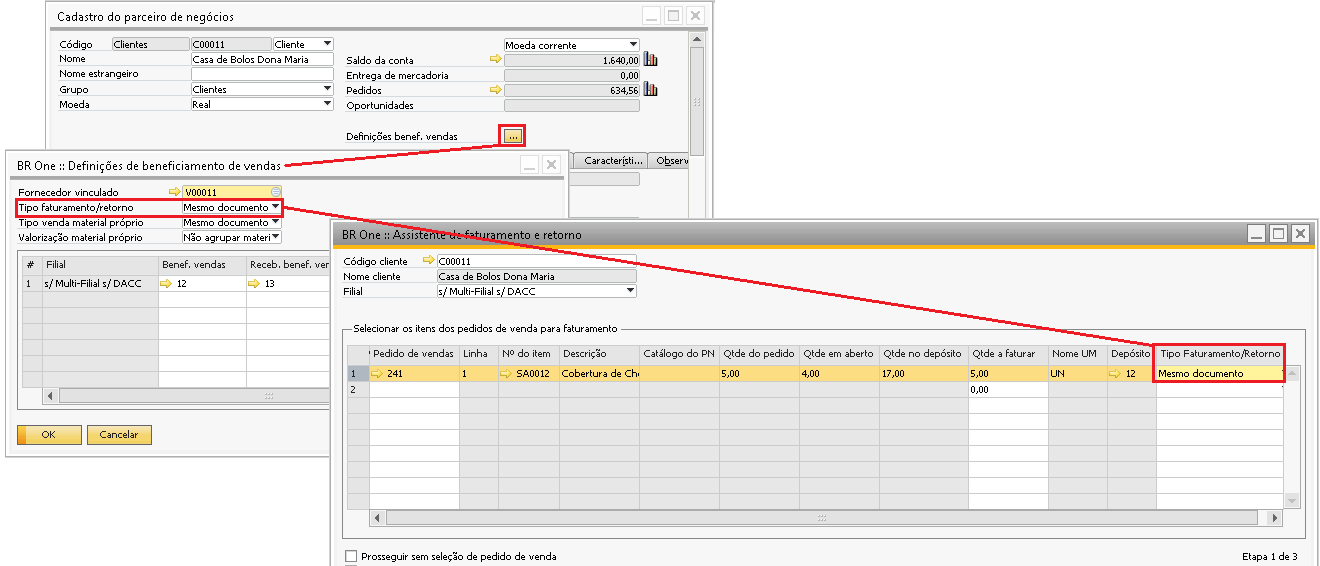 Cadastro do parceiro de negócios
Código Clientes C00011 Cliente
Nome Casa de Bolos Dona Maria
Nome estrangeiro
Grupo Clientes
Moeda Real
Moeda corrente
Saldo da conta 1.640,00
Entrega de mercadoria 0,00
Pedidos 634,56
Oportunidades
Definições benef. vendas ...
Característi... Observ
BR One :: Definições de beneficiamento de vendas
Fornecedor vinculado V00011
Tipo faturamento/retorno Mesmo documento
Tipo venda material próprio Mesmo documento
Valorização material próprio Não agrupar materi
# Filial Benef. vendas Receb. benef. ver
1 s/ Multi-Filial s/ DACC 12 13
OK Cancelar
BR One :: Assistente de faturamento e retorno
Código cliente C00011
Nome cliente Casa de Bolos Dona Maria
Filial s/ Multi-Filial s/ DACC
Selecionar os itens dos pedidos de venda para faturamento
Pedido de vendas Linha Nº do item Descrição Catálogo do PN Qtde do pedido Qtde em aberto Qtde no depósito Qtde a faturar Nome UM Depósito Tipo Faturamento/Retorno
1 241 1 SA0012 Cobertura de Cho 5,00 4,00 17,00 5,00 UN 12 Mesmo documento
2 0,00
Prosseguir sem seleção de pedido de venda
Etapa 1 de 3